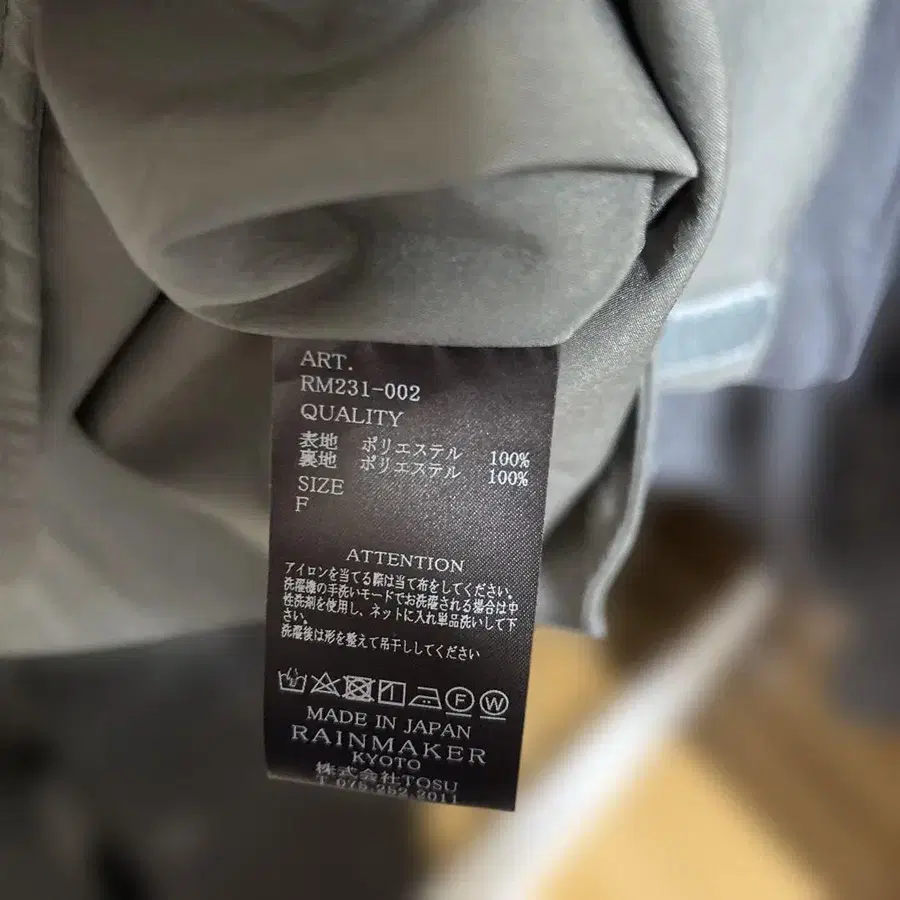 ART.
RM231-002
QUALITY
表地 ポリエステル 100%
裏地 ポリエステル 100%
SIZE
F
ATTENTION
アイロンを当てる際は当て布をしてください。
洗濯機の手洗いモードでお洗濯される場合は中
性洗剤を使用し、ネットに入れ単品洗いして下
さい。
洗濯後は形を整えて吊干ししてください
F W
MADE IN JAPAN
RAINMAKER
KYOTO
株式会社TOSU
T 075.252.2011